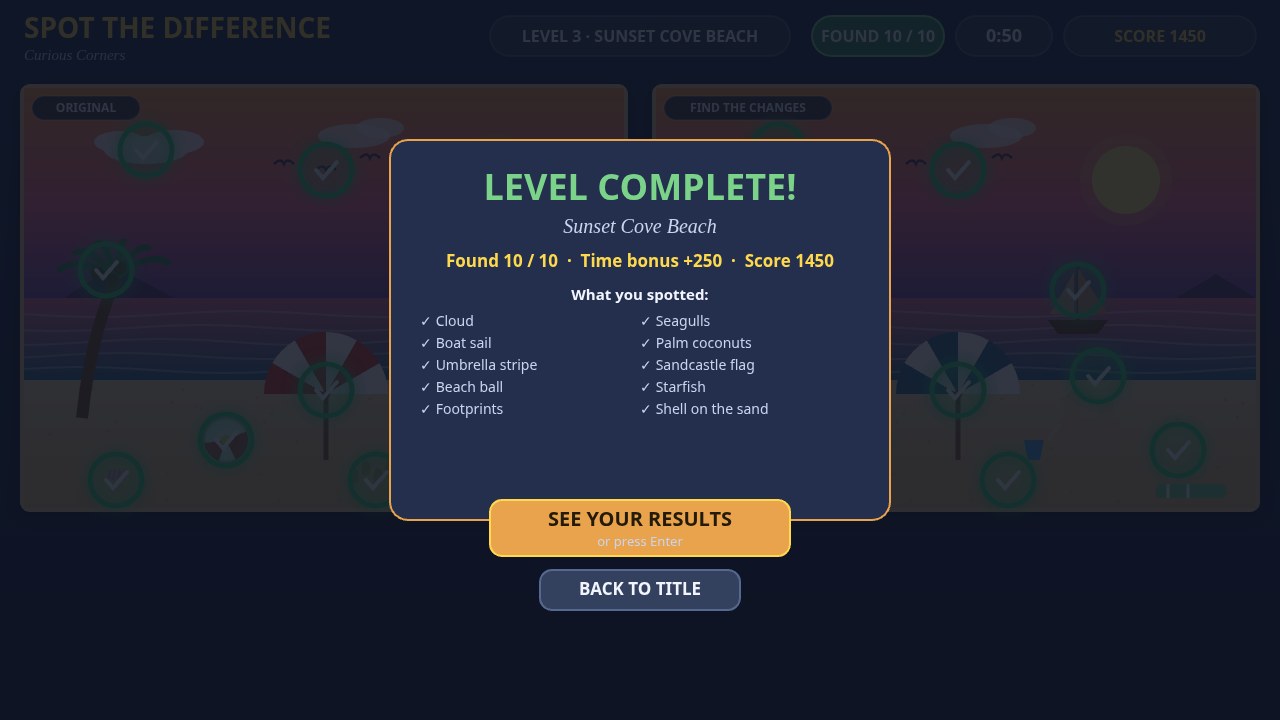 SPOT THE DIFFERENCE
Curious Corners
LEVEL 3 · SUNSET COVE BEACH
FOUND 10 / 10
0:50
SCORE 1450
ORIGINAL
FIND THE CHANGES
LEVEL COMPLETE!
Sunset Cove Beach
Found 10 / 10 · Time bonus +250 · Score 1450
What you spotted:
✓ Cloud
✓ Seagulls
✓ Boat sail
✓ Palm coconuts
✓ Umbrella stripe
✓ Sandcastle flag
✓ Beach ball
✓ Starfish
✓ Footprints
✓ Shell on the sand
SEE YOUR RESULTS
or press Enter
BACK TO TITLE